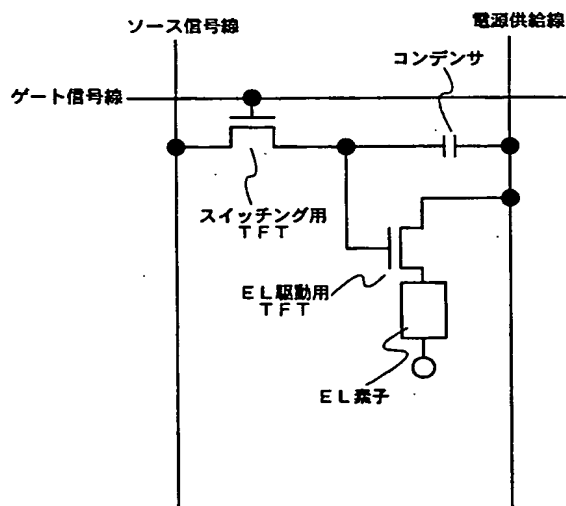 ソース信号線
電源供給線
コンデンサ
ゲート信号線
スイッチング用
TFT
EL駆動用
TFT
EL素子